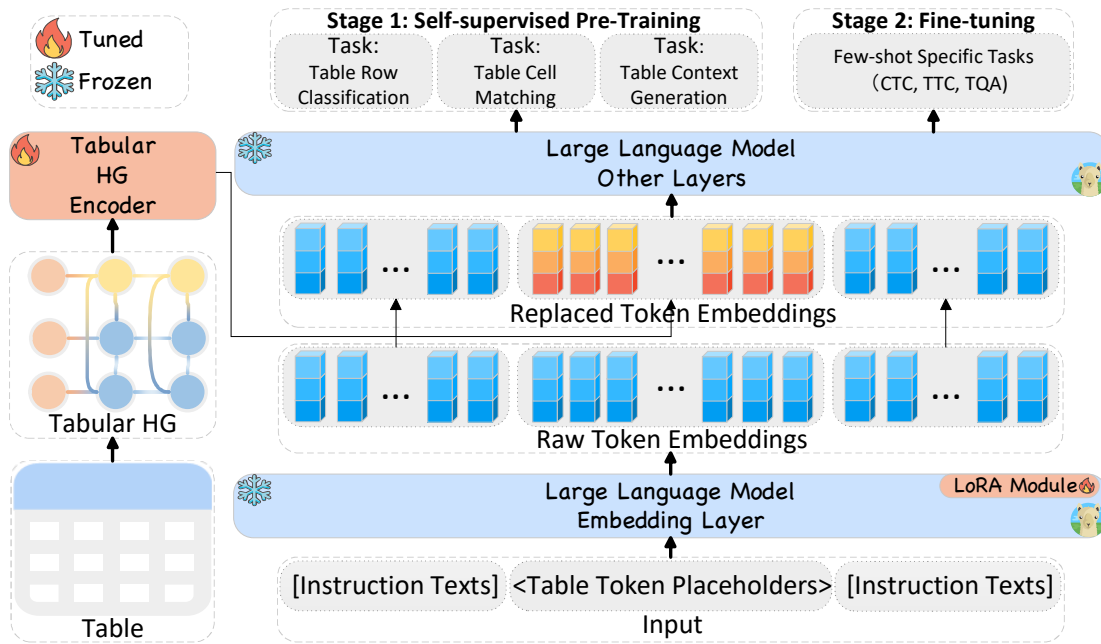 Stage 1: Self-supervised Pre-Training
Stage 2: Fine-tuning
Tuned
Frozen
Task:
Table Row
Classification
Task:
Table Cell
Matching
Task:
Table Context
Generation
Few-shot Specific Tasks
(CTC, TTC, TQA)
Tabular
HG
Encoder
Large Language Model
Other Layers
...
...
...
Replaced Token Embeddings
Tabular HG
...
...
...
Raw Token Embeddings
Large Language Model
Embedding Layer
LoRA Module
[Instruction Texts]
<Table Token Placeholders>
[Instruction Texts]
Table
Input